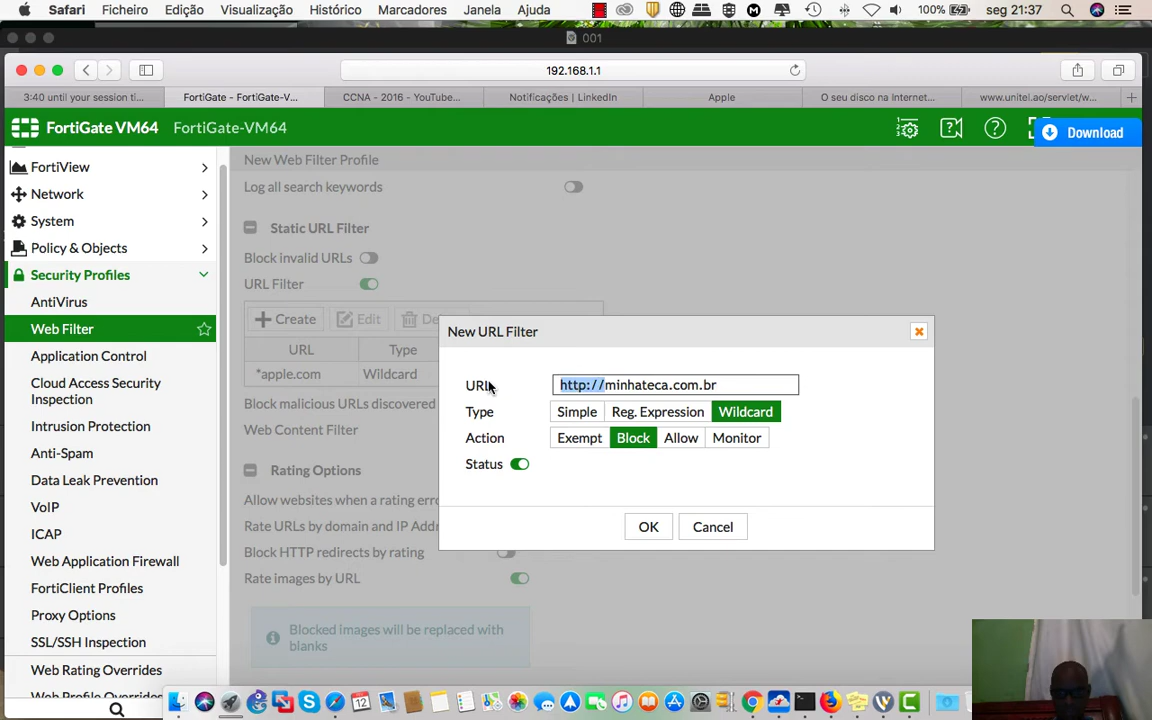 Safari Ficheiro Edição Visualização Histórico Marcadores Janela Ajuda 100% seg 21:37
001
192.168.1.1
3:40 until your session ti... FortiGate - FortiGate-V... CCNA - 2016 - YouTube... Notificações | LinkedIn Apple O seu disco na Internet... www.unitel.ao/servlet/w...
FortiGate VM64 FortiGate-VM64 Download
FortiView
Network
System
Policy & Objects
Security Profiles
AntiVirus
Web Filter
Application Control
Cloud Access Security
Inspection
Intrusion Protection
Anti-Spam
Data Leak Prevention
VoIP
ICAP
Web Application Firewall
FortiClient Profiles
Proxy Options
SSL/SSH Inspection
Web Rating Overrides
Web Profile Overrides
New Web Filter Profile
Log all search keywords
Static URL Filter
Block invalid URLs
URL Filter
Create Edit De
URL Type
*apple.com Wildcard
Block malicious URLs discovered
Web Content Filter
Rating Options
Allow websites when a rating erro
Rate URLs by domain and IP Addr
Block HTTP redirects by rating
Rate images by URL
Blocked images will be replaced with
blanks
New URL Filter
URL http://minhateca.com.br
Type Simple Reg. Expression Wildcard
Action Exempt Block Allow Monitor
Status
OK Cancel